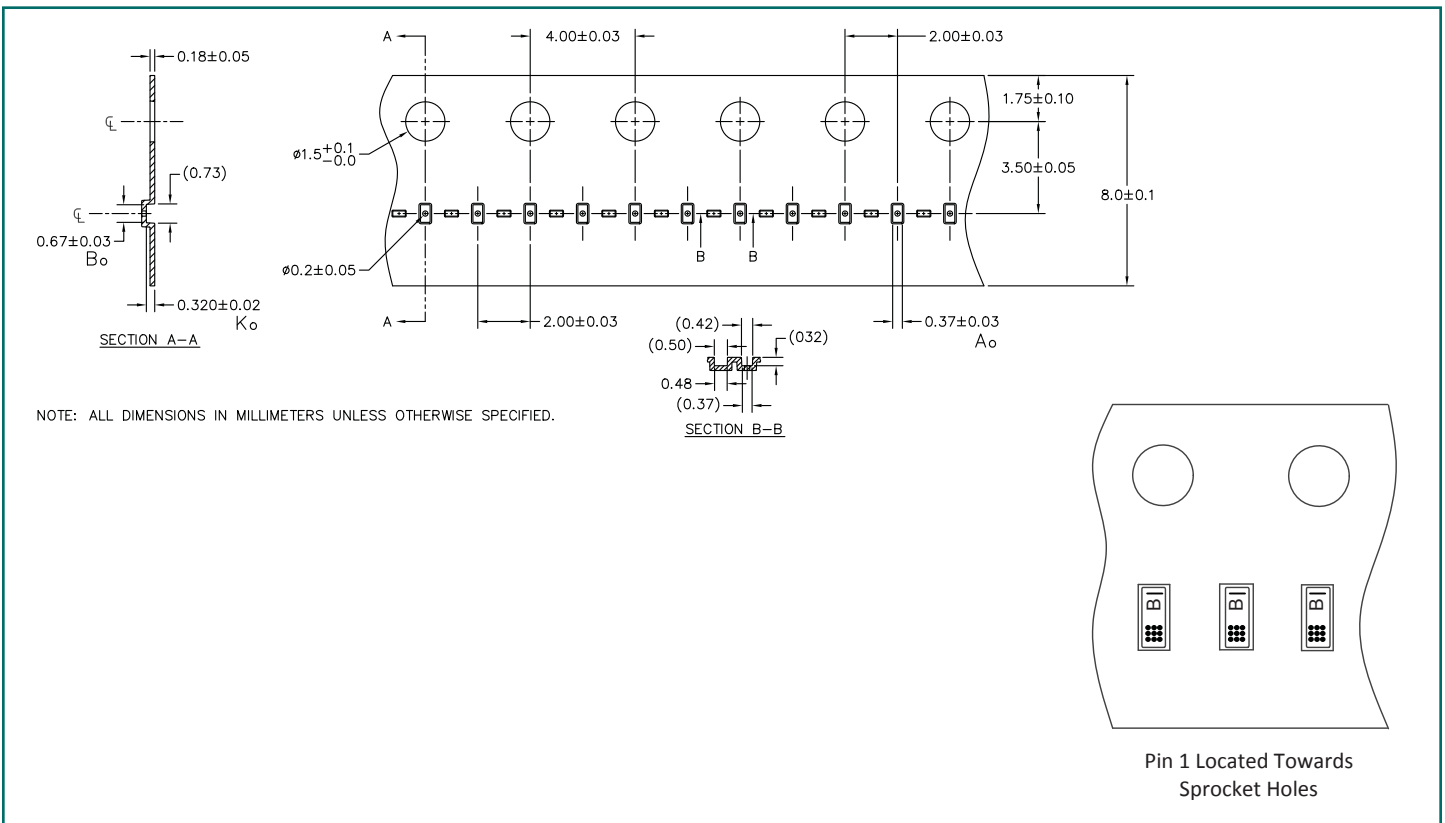 A
4.00±0.03
2.00±0.03
0.18±0.05
1.75±0.10
℄
ø1.5+0.1
−0.0
(0.73)
3.50±0.05
8.0±0.1
℄
0.67±0.03
Bo
B
B
ø0.2±0.05
0.320±0.02
Ko
A
2.00±0.03
(0.42)
(032)
0.37±0.03
Ao
SECTION A-A
(0.50)
0.48
(0.37)
NOTE: ALL DIMENSIONS IN MILLIMETERS UNLESS OTHERWISE SPECIFIED.
SECTION B-B
B
B
B
Pin 1 Located Towards
Sprocket Holes